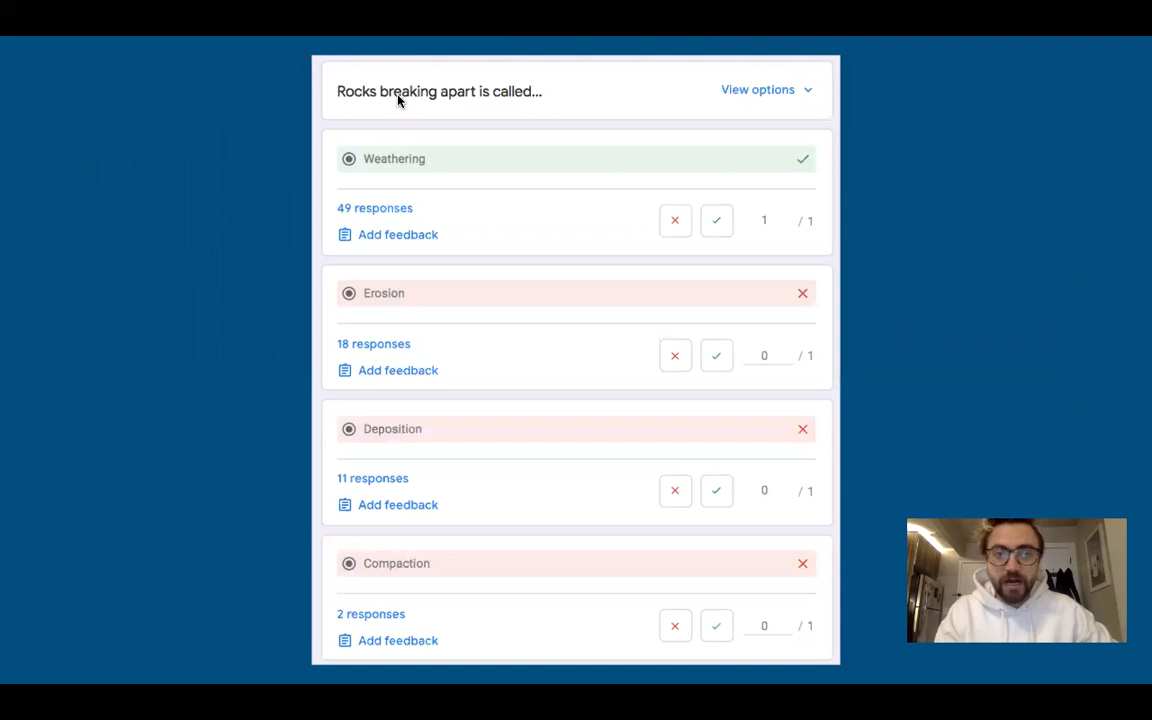 Rocks breaking apart is called...
View options
Weathering
49 responses
1 / 1
Add feedback
Erosion
18 responses
0 / 1
Add feedback
Deposition
11 responses
0 / 1
Add feedback
Compaction
2 responses
0 / 1
Add feedback